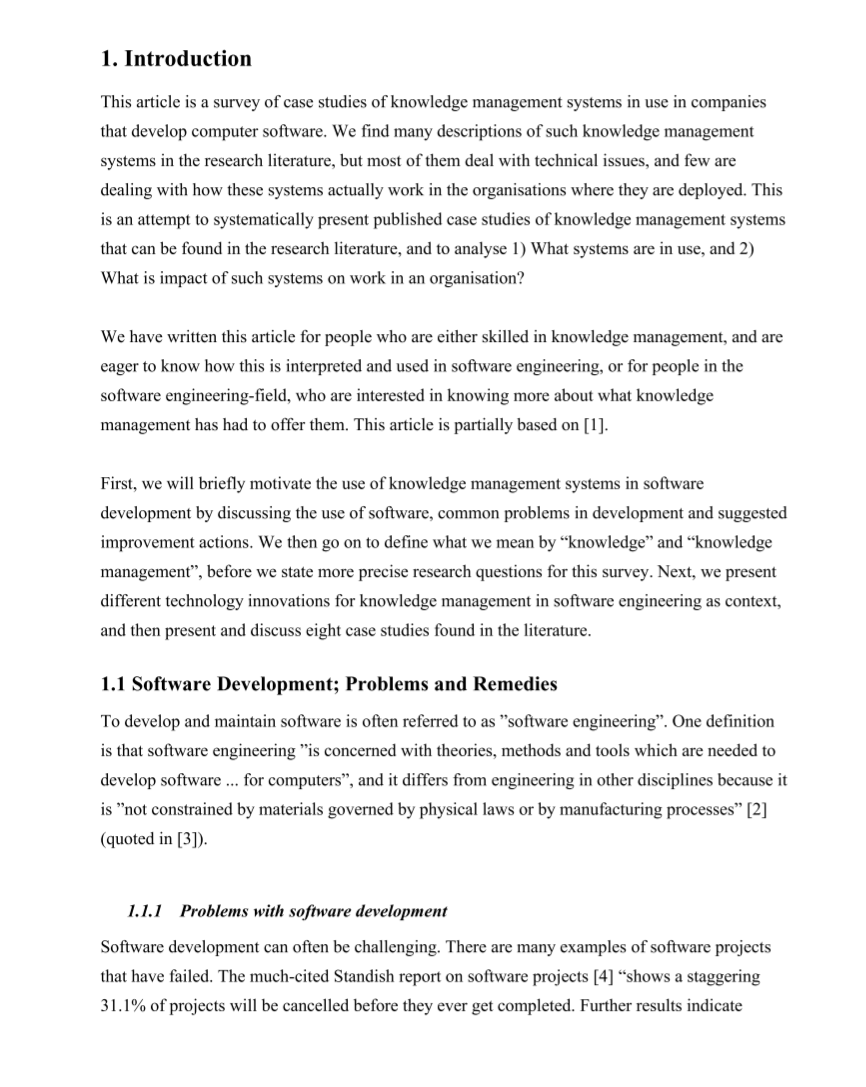 1. Introduction
This article is a survey of case studies of knowledge management systems in use in companies
that develop computer software. We find many descriptions of such knowledge management
systems in the research literature, but most of them deal with technical issues, and few are
dealing with how these systems actually work in the organisations where they are deployed. This
is an attempt to systematically present published case studies of knowledge management systems
that can be found in the research literature, and to analyse 1) What systems are in use, and 2)
What is impact of such systems on work in an organisation?
We have written this article for people who are either skilled in knowledge management, and are
eager to know how this is interpreted and used in software engineering, or for people in the
software engineering-field, who are interested in knowing more about what knowledge
management has had to offer them. This article is partially based on [1].
First, we will briefly motivate the use of knowledge management systems in software
development by discussing the use of software, common problems in development and suggested
improvement actions. We then go on to define what we mean by “knowledge” and “knowledge
management”, before we state more precise research questions for this survey. Next, we present
different technology innovations for knowledge management in software engineering as context,
and then present and discuss eight case studies found in the literature.
1.1 Software Development; Problems and Remedies
To develop and maintain software is often referred to as ”software engineering”. One definition
is that software engineering ”is concerned with theories, methods and tools which are needed to
develop software ... for computers”, and it differs from engineering in other disciplines because it
is ”not constrained by materials governed by physical laws or by manufacturing processes” [2]
(quoted in [3]).
1.1.1 Problems with software development
Software development can often be challenging. There are many examples of software projects
that have failed. The much-cited Standish report on software projects [4] “shows a staggering
31.1% of projects will be cancelled before they ever get completed. Further results indicate